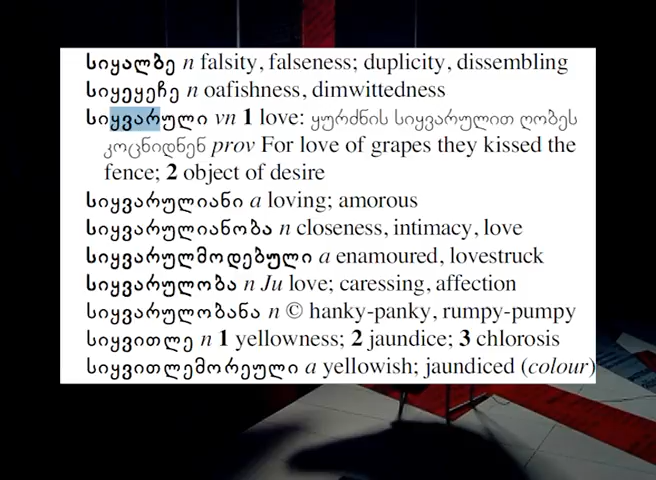 სიყალბე n falsity, falseness; duplicity, dissembling
სიყეყეჩე n oafishness, dimwittedness
სიყვარული vn 1 love: ყურძნის სიყვარულით ღობეს
კოცნიდნენ prov For love of grapes they kissed the
fence; 2 object of desire
სიყვარულიანი a loving; amorous
სიყვარულიანობა n closeness, intimacy, love
სიყვარულმოდებული a enamoured, lovestruck
სიყვარულობა n Ju love; caressing, affection
სიყვარულობანა n © hanky-panky, rumpy-pumpy
სიყვითლე n 1 yellowness; 2 jaundice; 3 chlorosis
სიყვითლემორეული a yellowish; jaundiced (colour)